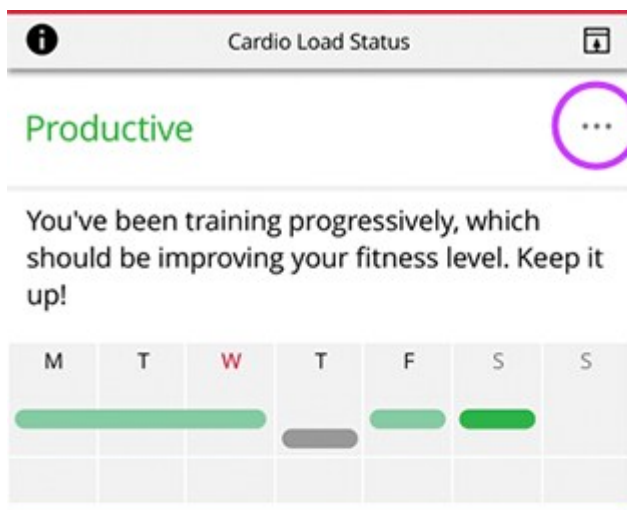 Cardio Load Status
Productive
You've been training progressively, which
should be improving your fitness level. Keep it
up!
M T W T F S S